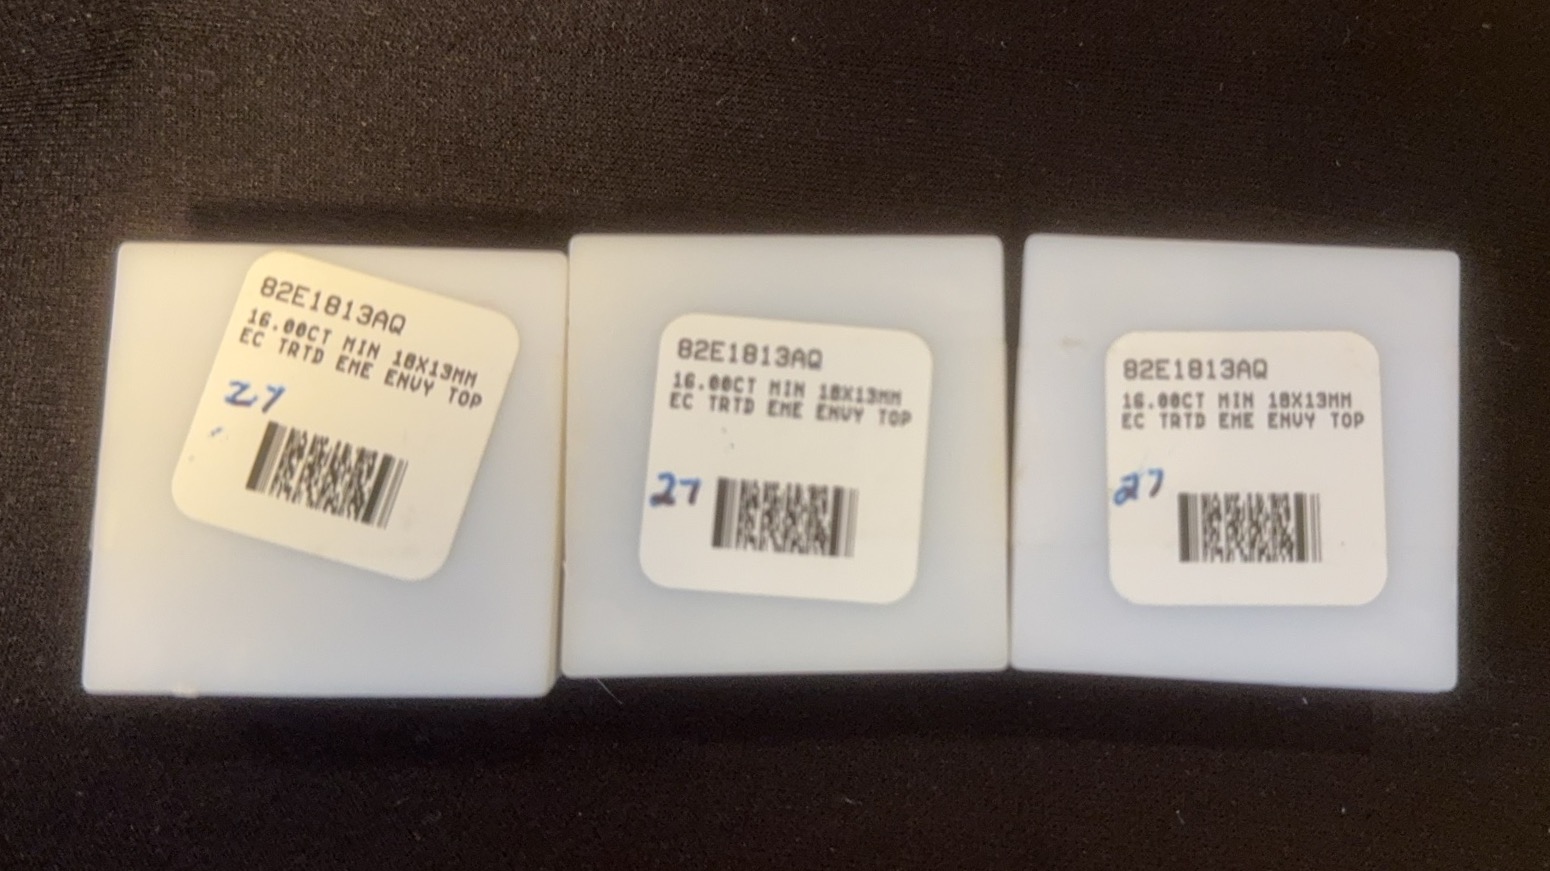 82E1813AQ
16.00CT MIN 18X13MM
EC TRTD EME ENVY TOP
27
82E1813AQ
16.00CT MIN 18X13MM
EC TRTD EME ENVY TOP
27
82E1813AQ
16.00CT MIN 18X13MM
EC TRTD EME ENVY TOP
27